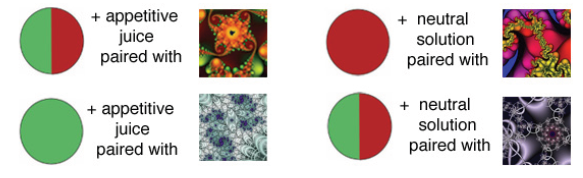 + appetitive
juice
paired with
+ neutral
solution
paired with
+ appetitive
juice
paired with
+ neutral
solution
paired with